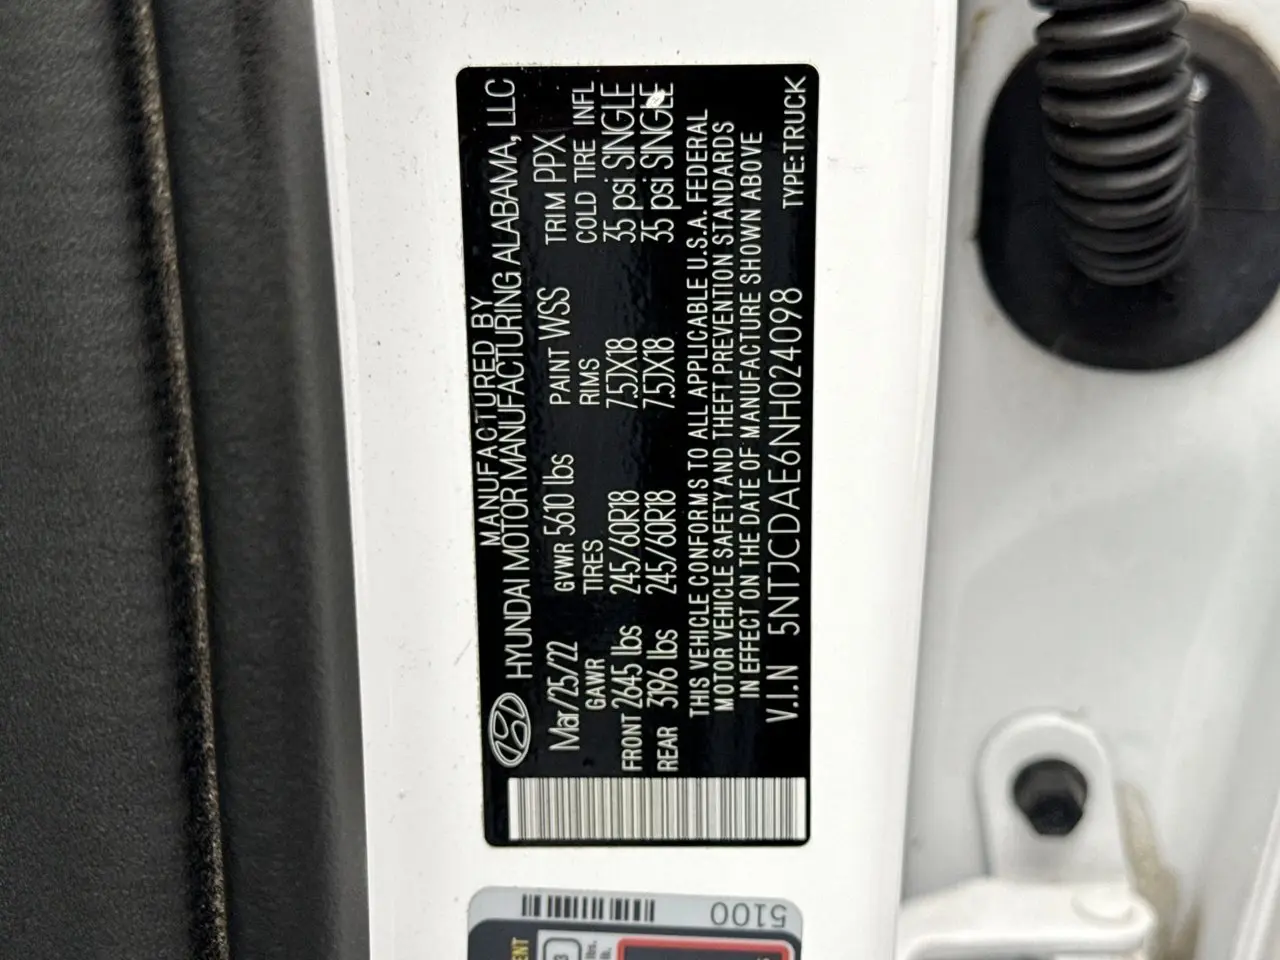 MANUFACTURED BY
HYUNDAI MOTOR MANUFACTURING ALABAMA, LLC
Mar/25/22 GVWR 5610 lbs PAINT WSS TRIM PPX
GAWR TIRES RIMS COLD TIRE INFL
FRONT 2645 lbs 245/60R18 7.5JX18 35 psi SINGLE
REAR 3196 lbs 245/60R18 7.5JX18 35 psi SINGLE
THIS VEHICLE CONFORMS TO ALL APPLICABLE U.S.A. FEDERAL
MOTOR VEHICLE SAFETY AND THEFT PREVENTION STANDARDS
IN EFFECT ON THE DATE OF MANUFACTURE SHOWN ABOVE
V.I.N 5NTJCDAE6NH024098 TYPE:TRUCK
5100